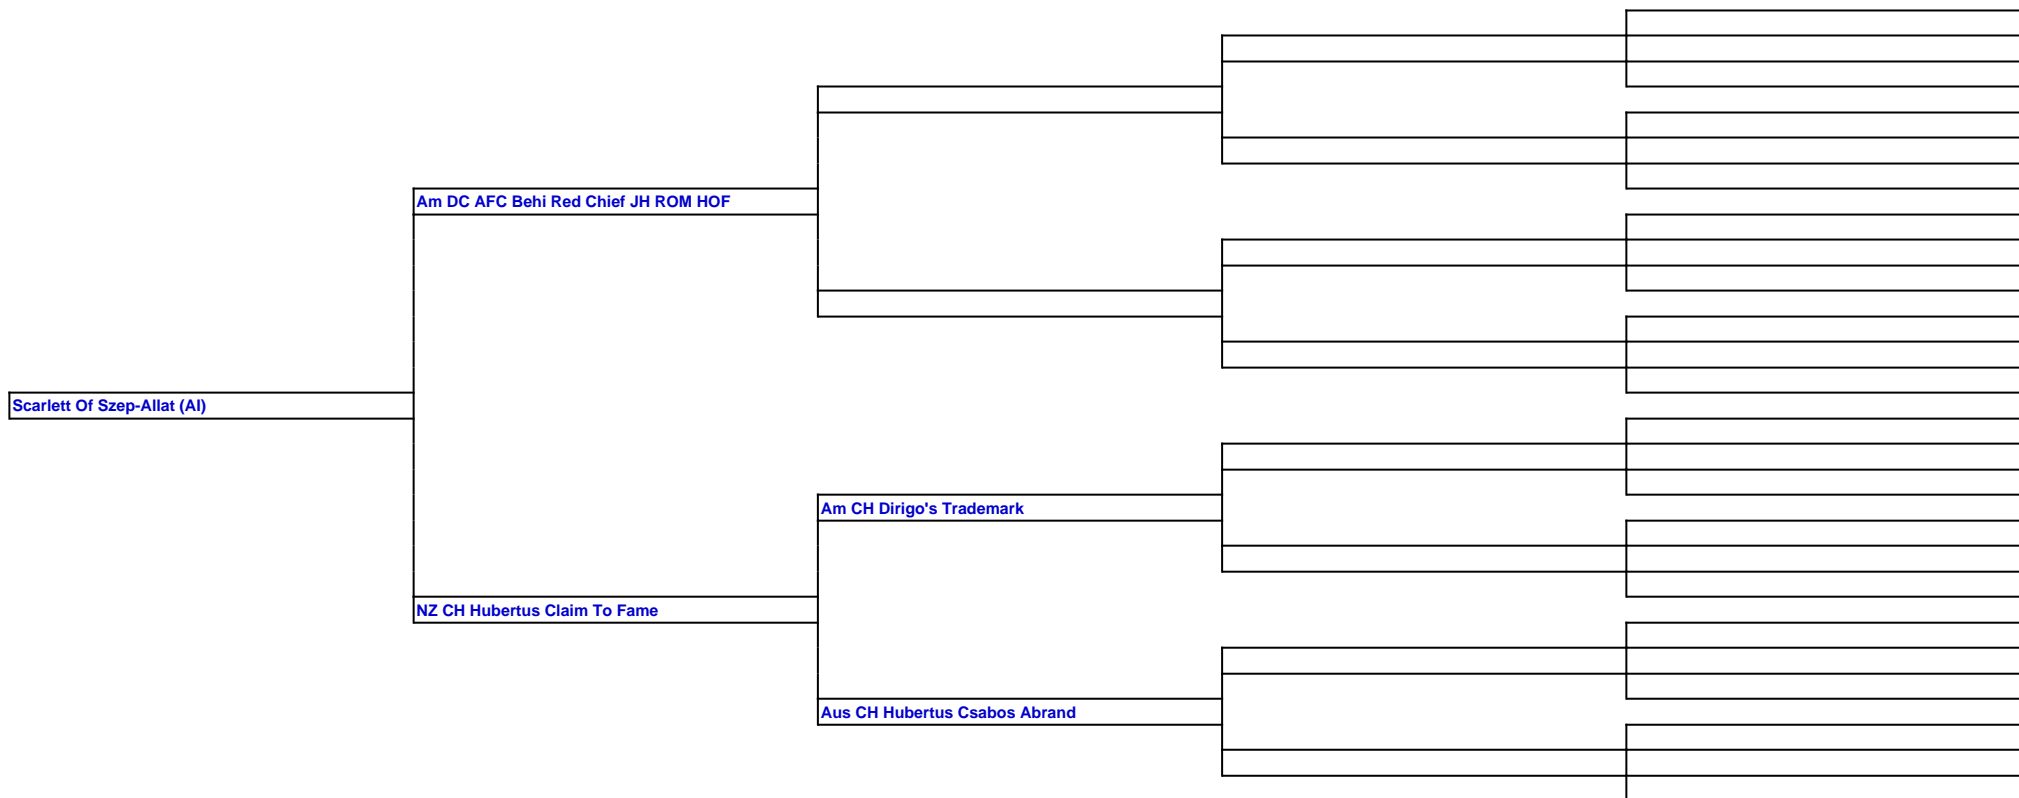 Am DC AFC Behi Red Chief JH ROM HOF
Scarlett Of Szep-Allat (AI)
Am CH Dirigo's Trademark
NZ CH Hubertus Claim To Fame
Aus CH Hubertus Csabos Abrand